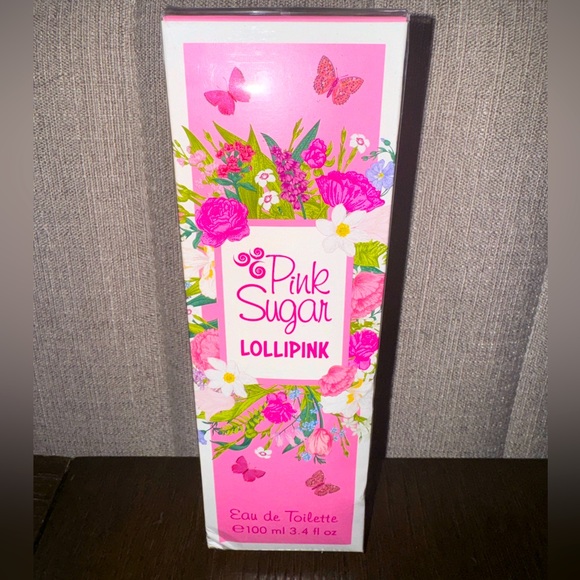 Pink
Sugar
LOLLIPINK
Eau de Toilette
℮100 ml 3.4 fl oz